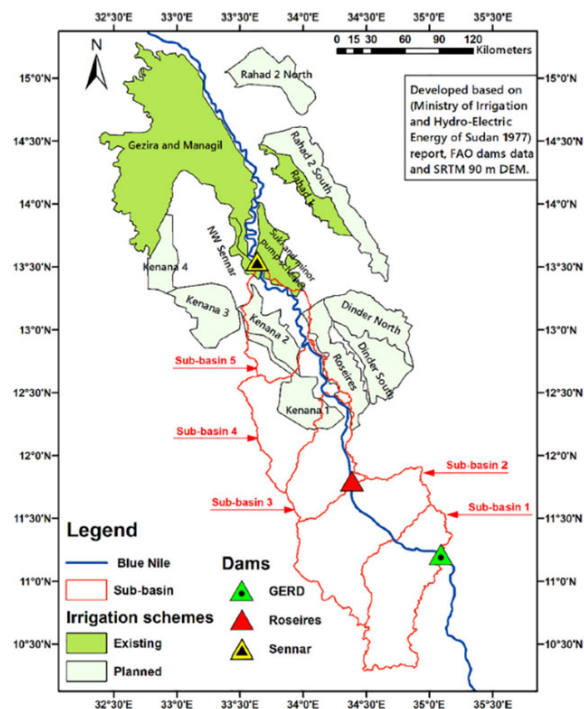 32°30'E 33°0'E 33°30'E 34°0'E 34°30'E 35°0'E 35°30'E
N
0 15 30 60 90 120
Kilometers
15°0'N
14°30'N
14°0'N
13°30'N
13°0'N
12°30'N
12°0'N
11°30'N
11°0'N
10°30'N
15°0'N
14°30'N
14°0'N
13°30'N
13°0'N
12°30'N
12°0'N
11°30'N
11°0'N
10°30'N
Developed based on
(Ministry of Irrigation
and Hydro-Electric
Energy of Sudan 1977)
report, FAO dams data
and SRTM 90 m DEM.
Rahad 2 North
Gezira and Managil
Rahad 2 South
Rahad 1
NW Sennar
Suki and minor
pumps
Kenana 4
Kenana 3
Kenana 2
Dinder North
Dinder South
Roseires
Kenana 1
Sub-basin 5
Sub-basin 4
Sub-basin 3
Sub-basin 2
Sub-basin 1
Legend
Blue Nile
Sub-basin
Irrigation schemes
Existing
Planned
Dams
GERD
Roseires
Sennar
32°30'E 33°0'E 33°30'E 34°0'E 34°30'E 35°0'E 35°30'E